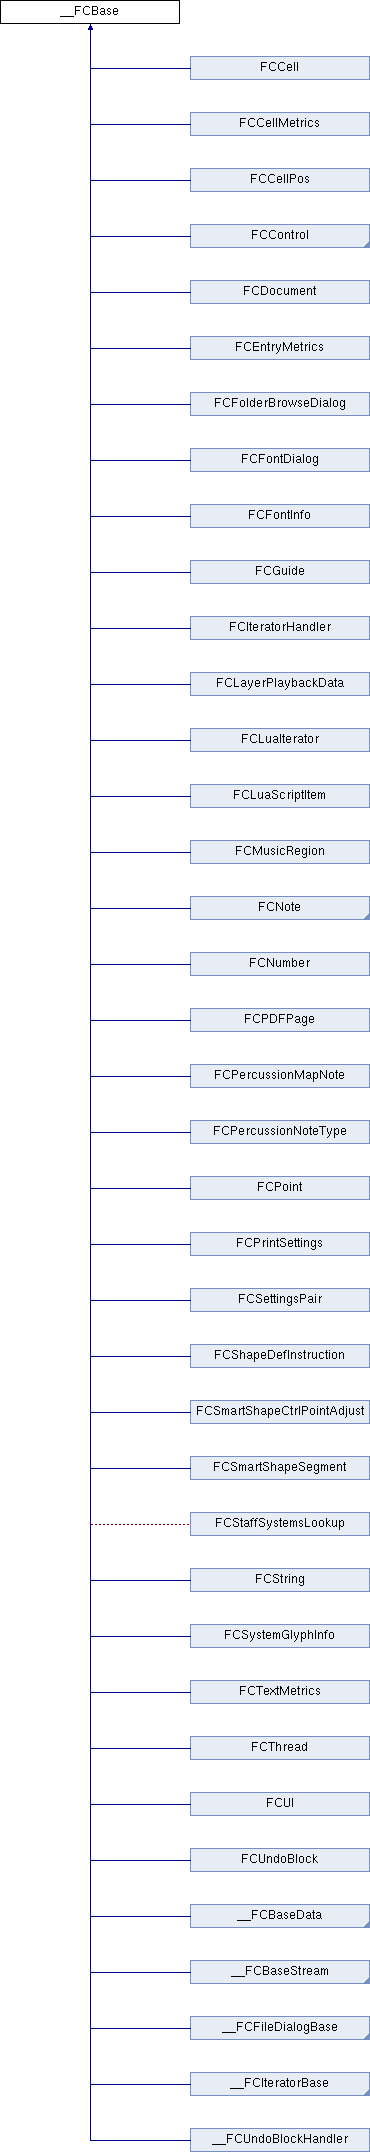 __FCBase
FCCell
FCCellMetrics
FCCellPos
FCControl
FCDocument
FCEntryMetrics
FCFolderBrowseDialog
FCFontDialog
FCFontInfo
FCGuide
FCIteratorHandler
FCLayerPlaybackData
FCLuaIterator
FCLuaScriptItem
FCMusicRegion
FCNote
FCNumber
FCPDFPage
FCPercussionMapNote
FCPercussionNoteType
FCPoint
FCPrintSettings
FCSettingsPair
FCShapeDefInstruction
FCSmartShapeCtrlPointAdjust
FCSmartShapeSegment
FCStaffSystemsLookup
FCString
FCSystemGlyphInfo
FCTextMetrics
FCThread
FCUI
FCUndoBlock
__FCBaseData
__FCBaseStream
__FCFileDialogBase
__FCIteratorBase
__FCUndoBlockHandler